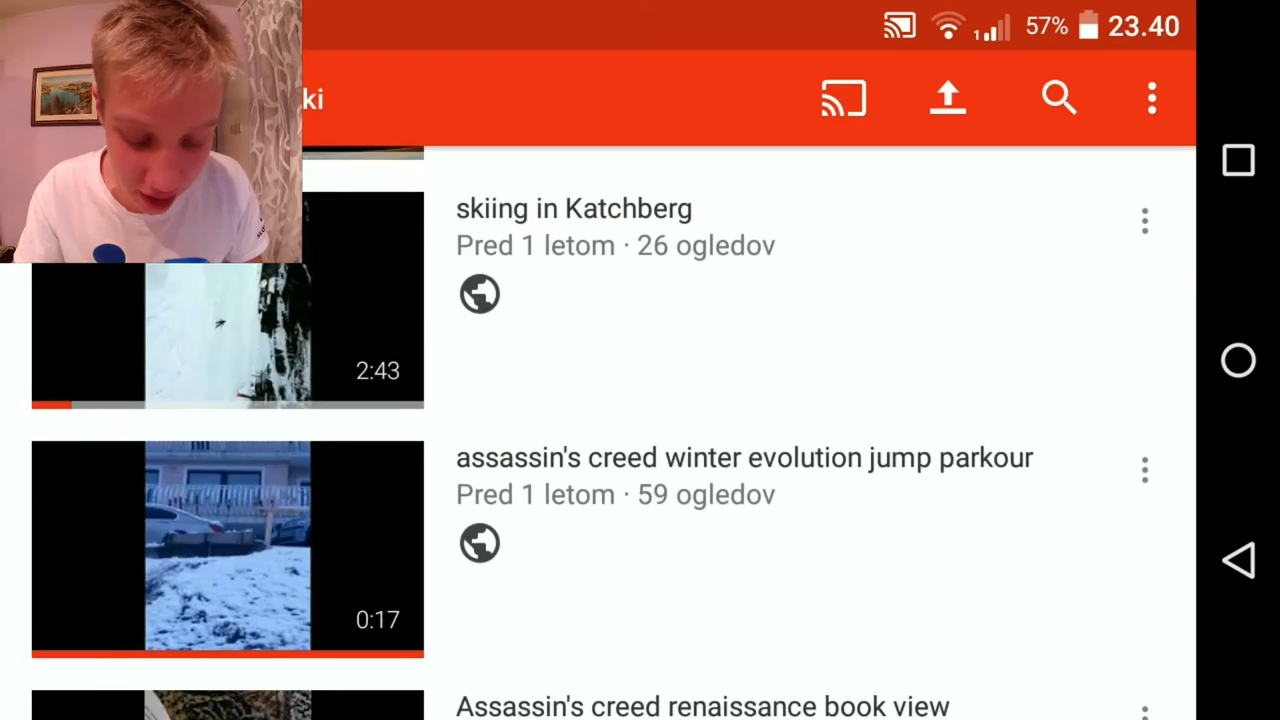 57% 23.40
ki
skiing in Katchberg
Pred 1 letom · 26 ogledov
2:43
assassin's creed winter evolution jump parkour
Pred 1 letom · 59 ogledov
0:17
Assassin's creed renaissance book view